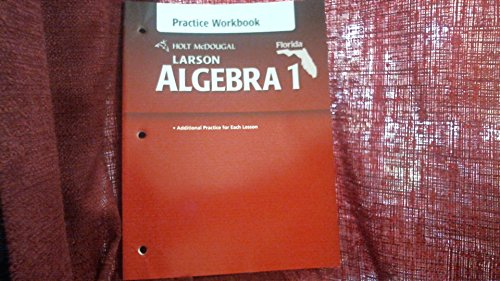 Practice Workbook
HOLT McDOUGAL
Florida
LARSON
ALGEBRA 1
• Additional Practice for Each Lesson